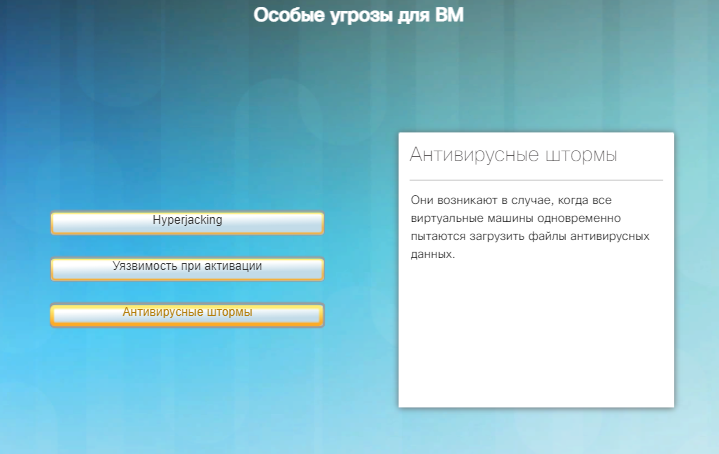 Особые угрозы для ВМ
Hyperjacking
Уязвимость при активации
Антивирусные штормы
Антивирусные штормы
Они возникают в случае, когда все
виртуальные машины одновременно
пытаются загрузить файлы антивирусных
данных.